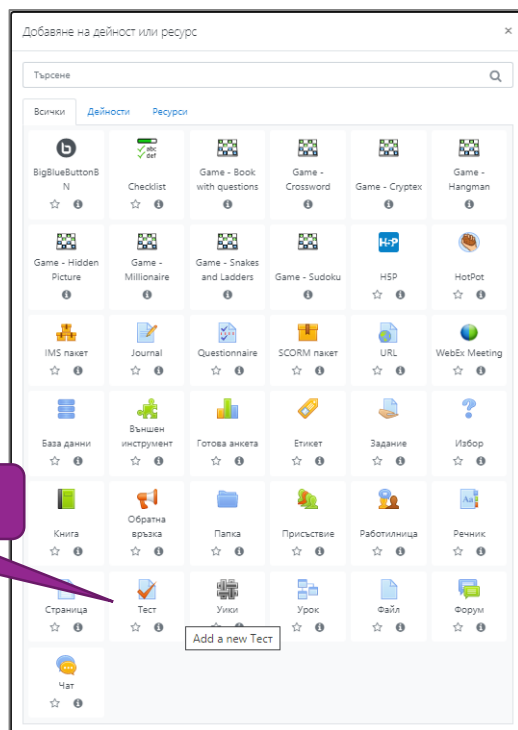 Добавяне на дейност или ресурс
×
Търсене
Всички Дейности Ресурси
BigBlueButtonB
N
Checklist
Game - Book
with questions
Game -
Crossword
Game - Cryptex
Game -
Hangman
Game - Hidden
Picture
Game -
Millionaire
Game - Snakes
and Ladders
Game - Sudoku
H5P
HotPot
IMS пакет
Journal
Questionnaire
SCORM пакет
URL
WebEx Meeting
База данни
Външен
инструмент
Готова анкета
Етикет
Задание
Избор
Книга
Обратна
връзка
Папка
Присъствие
Работилница
Речник
Страница
Тест
Уики
Урок
Файл
Форум
Add a new Тест
Чат